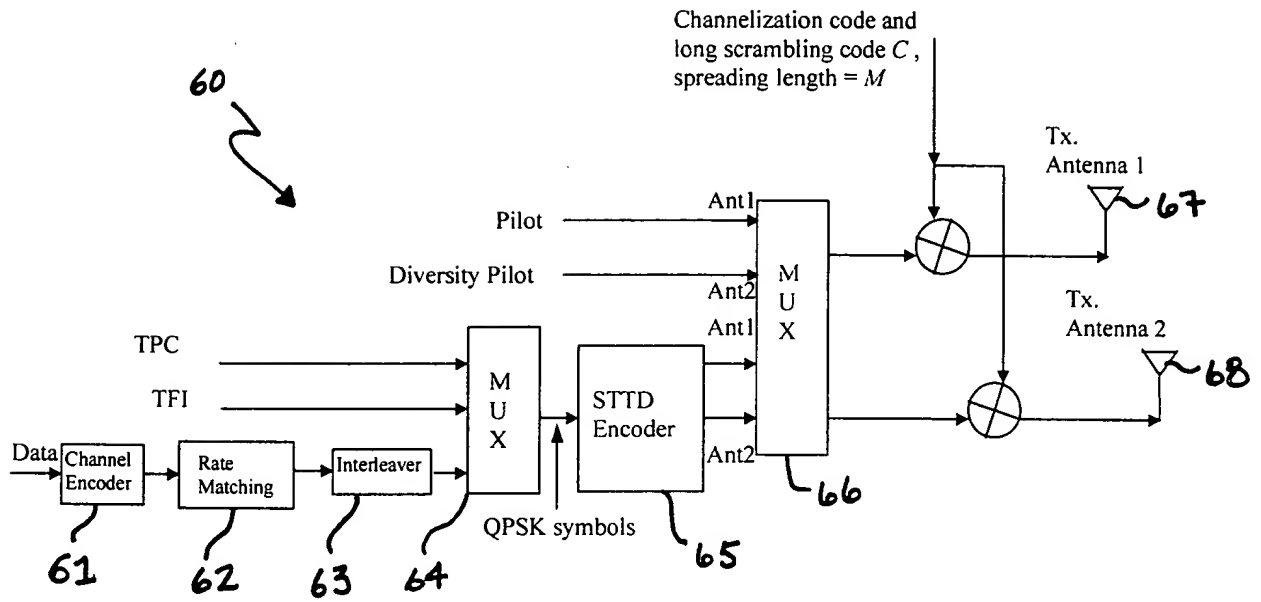 Channelization code and
long scrambling code C ,
spreading length = M
60
Tx.
Antenna 1
67
Ant1
Pilot
Diversity Pilot
Ant2
M
U
X
Tx.
Antenna 2
68
Ant1
TPC
TFI
M
U
X
STTD
Encoder
Ant2
Data
Channel
Encoder
Rate
Matching
Interleaver
66
QPSK symbols
65
61
62
63
64